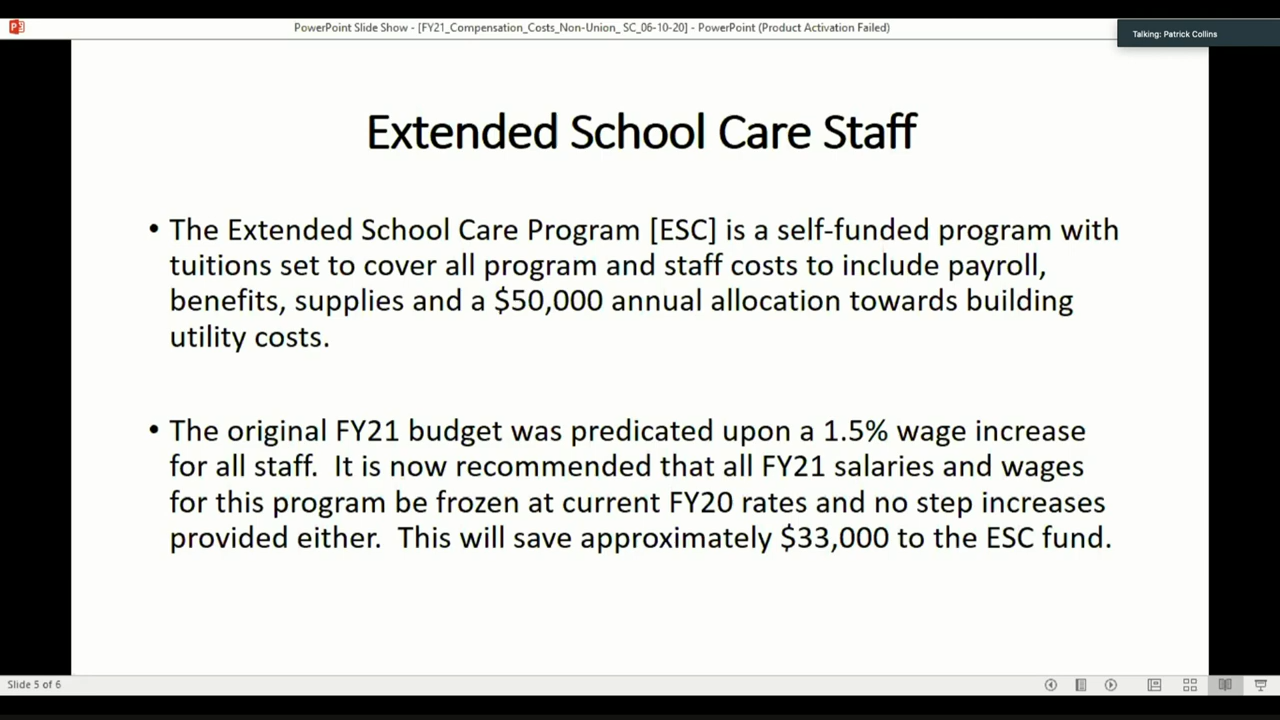 PowerPoint Slide Show - [FY21_Compensation_Costs_Non-Union_ SC_06-10-20] - PowerPoint (Product Activation Failed)
Talking: Patrick Collins
Extended School Care Staff
• The Extended School Care Program [ESC] is a self-funded program with
tuitions set to cover all program and staff costs to include payroll,
benefits, supplies and a $50,000 annual allocation towards building
utility costs.
• The original FY21 budget was predicated upon a 1.5% wage increase
for all staff.  It is now recommended that all FY21 salaries and wages
for this program be frozen at current FY20 rates and no step increases
provided either.  This will save approximately $33,000 to the ESC fund.
Slide 5 of 6